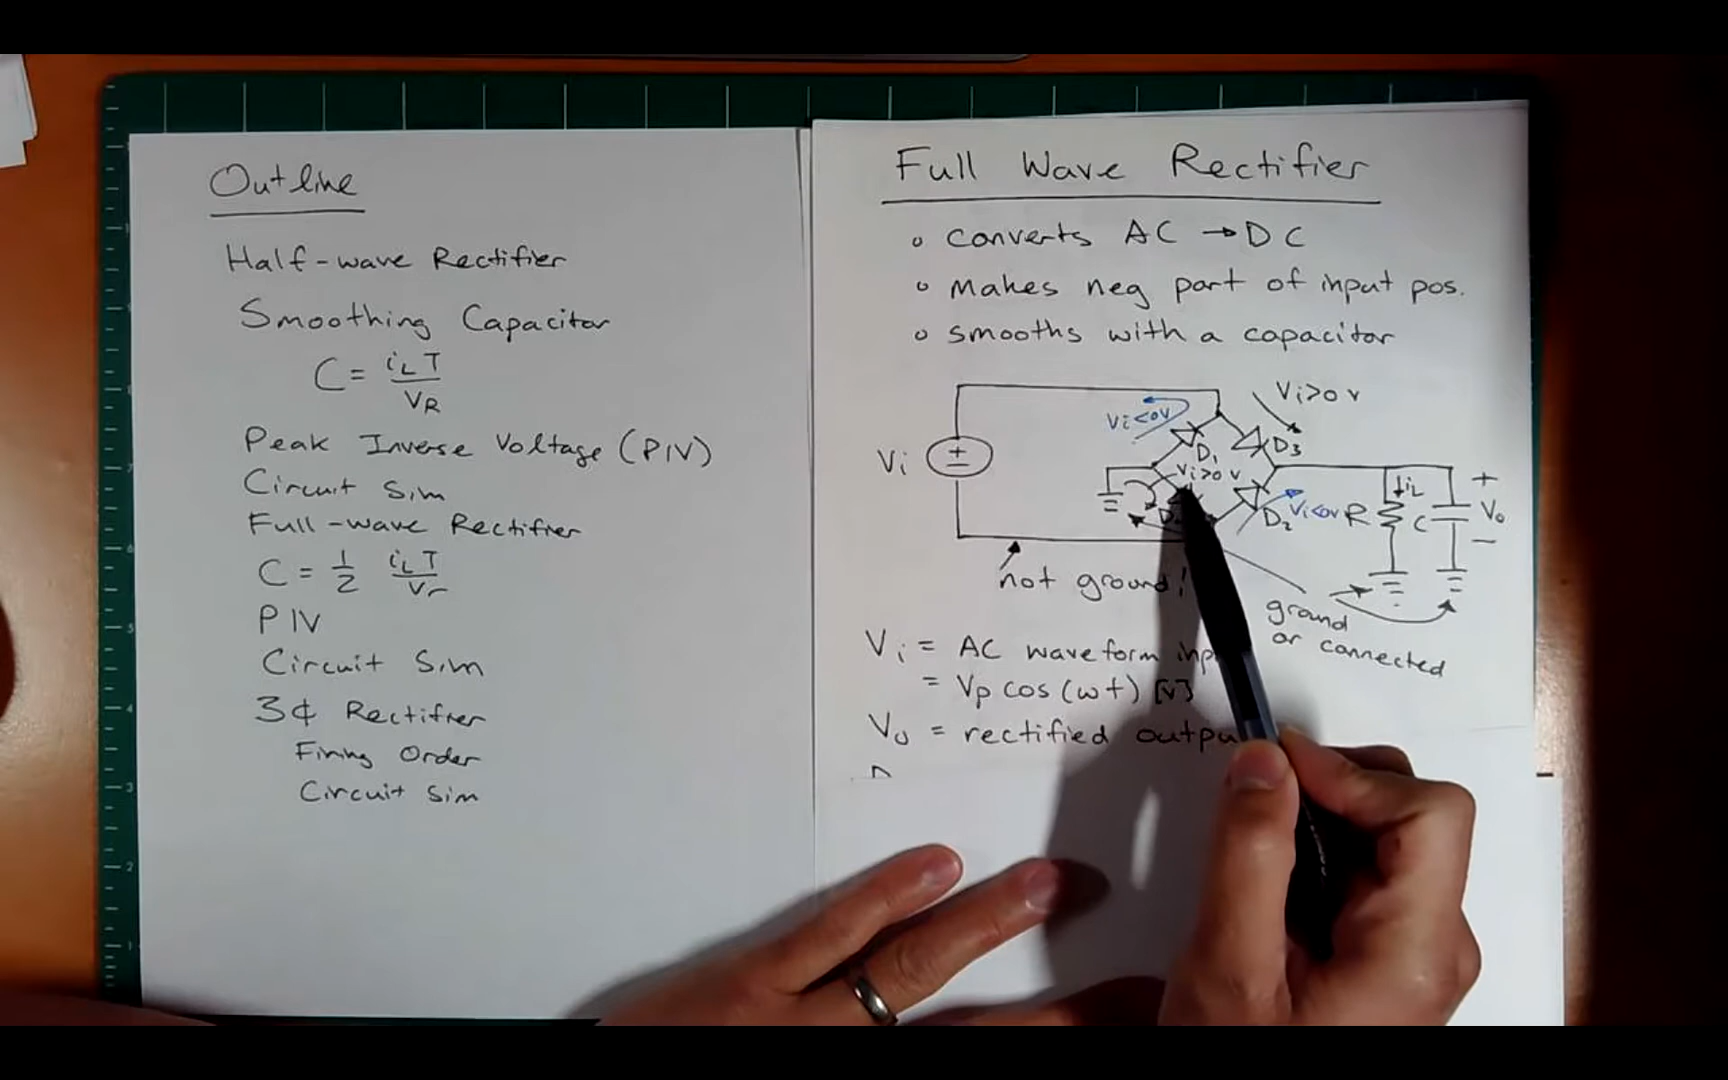 Outline
Half-wave Rectifier
Smoothing Capacitor
C = iLT
VR
Peak Inverse Voltage (PIV)
Circuit Sim
Full-wave Rectifier
C = 1/2 iLT
Vr
PIV
Circuit Sim
3ϕ Rectifier
Firing Order
Circuit Sim
Full Wave Rectifier
converts AC → DC
makes neg part of input pos.
smooths with a capacitor
Vi>0 v
Vi<0V
D1
D3
Vi
+
−
Vi>0 v
D2
Vi<0v
R
iL
C
+
Vo
−
not ground!
ground
or connected
Vi = AC waveform
= Vp cos(ωt) [v]
Vo = rectified